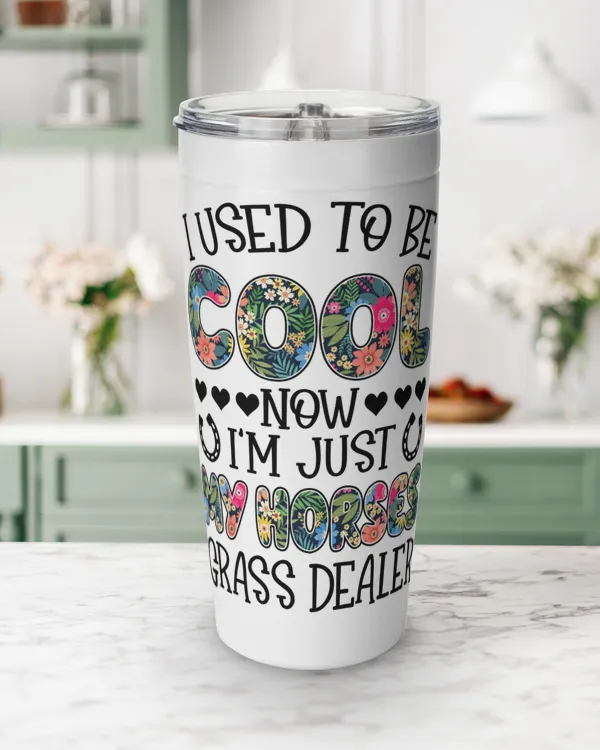 I USED TO BE
COOL
NOW
I'M JUST
MY HORSES
GRASS DEALER